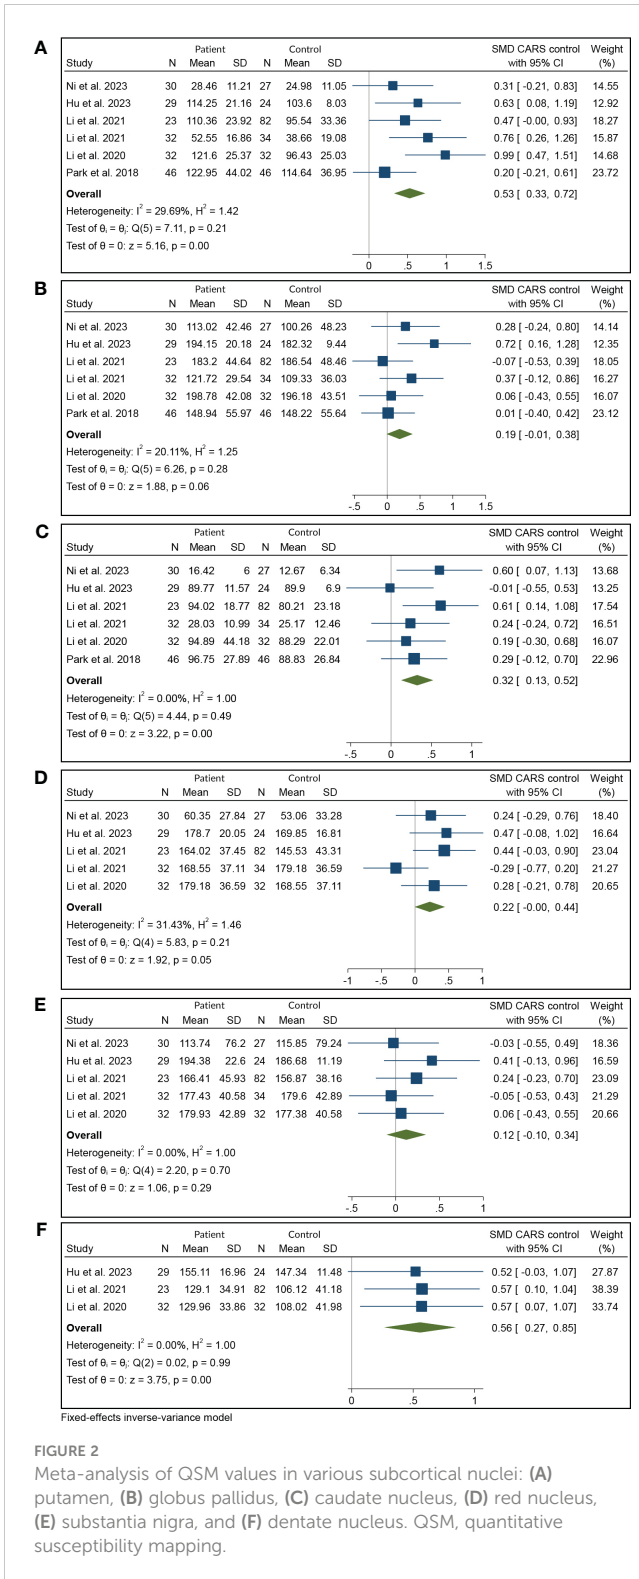 A
Patient Control SMD CARS control Weight
Study N Mean SD N Mean SD with 95% CI (%)
Ni et al. 2023 30 28.46 11.21 27 24.98 11.05 0.31 [ -0.21, 0.83] 14.55
Hu et al. 2023 29 114.25 21.16 24 103.6 8.03 0.63 [ 0.08, 1.19] 12.92
Li et al. 2021 23 110.36 23.92 82 95.54 33.36 0.47 [ -0.00, 0.93] 18.27
Li et al. 2021 32 52.55 16.86 34 38.66 19.08 0.76 [ 0.26, 1.26] 15.87
Li et al. 2020 32 121.6 25.37 32 96.43 25.03 0.99 [ 0.47, 1.51] 14.68
Park et al. 2018 46 122.95 44.02 46 114.64 36.95 0.20 [ -0.21, 0.61] 23.72
Overall 0.53 [ 0.33, 0.72]
Heterogeneity: I² = 29.69%, H² = 1.42
Test of θᵢ = θⱼ: Q(5) = 7.11, p = 0.21
Test of θ = 0: z = 5.16, p = 0.00
0 .5 1 1.5
B
Patient Control SMD CARS control Weight
Study N Mean SD N Mean SD with 95% CI (%)
Ni et al. 2023 30 113.02 42.46 27 100.26 48.23 0.28 [ -0.24, 0.80] 14.14
Hu et al. 2023 29 194.15 20.18 24 182.32 9.44 0.72 [ 0.16, 1.28] 12.35
Li et al. 2021 23 183.2 44.64 82 186.54 48.46 -0.07 [ -0.53, 0.39] 18.05
Li et al. 2021 32 121.72 29.54 34 109.33 36.03 0.37 [ -0.12, 0.86] 16.27
Li et al. 2020 32 198.78 42.08 32 196.18 43.51 0.06 [ -0.43, 0.55] 16.07
Park et al. 2018 46 148.94 55.97 46 148.22 55.64 0.01 [ -0.40, 0.42] 23.12
Overall 0.19 [ -0.01, 0.38]
Heterogeneity: I² = 20.11%, H² = 1.25
Test of θᵢ = θⱼ: Q(5) = 6.26, p = 0.28
Test of θ = 0: z = 1.88, p = 0.06
-.5 0 .5 1 1.5
C
Patient Control SMD CARS control Weight
Study N Mean SD N Mean SD with 95% CI (%)
Ni et al. 2023 30 16.42 6 27 12.67 6.34 0.60 [ 0.07, 1.13] 13.68
Hu et al. 2023 29 89.77 11.57 24 89.9 6.9 -0.01 [ -0.55, 0.53] 13.25
Li et al. 2021 23 94.02 18.77 82 80.21 23.18 0.61 [ 0.14, 1.08] 17.54
Li et al. 2021 32 28.03 10.99 34 25.17 12.46 0.24 [ -0.24, 0.72] 16.51
Li et al. 2020 32 94.89 44.18 32 88.29 22.01 0.19 [ -0.30, 0.68] 16.07
Park et al. 2018 46 96.75 27.89 46 88.83 26.84 0.29 [ -0.12, 0.70] 22.96
Overall 0.32 [ 0.13, 0.52]
Heterogeneity: I² = 0.00%, H² = 1.00
Test of θᵢ = θⱼ: Q(5) = 4.44, p = 0.49
Test of θ = 0: z = 3.22, p = 0.00
-.5 0 .5 1
D
Patient Control SMD CARS control Weight
Study N Mean SD N Mean SD with 95% CI (%)
Ni et al. 2023 30 60.35 27.84 27 53.06 33.28 0.24 [ -0.29, 0.76] 18.40
Hu et al. 2023 29 178.7 20.05 24 169.85 16.81 0.47 [ -0.08, 1.02] 16.64
Li et al. 2021 23 164.02 37.45 82 145.53 43.31 0.44 [ -0.03, 0.90] 23.04
Li et al. 2021 32 168.55 37.11 34 179.18 36.59 -0.29 [ -0.77, 0.20] 21.27
Li et al. 2020 32 179.18 36.59 32 168.55 37.11 0.28 [ -0.21, 0.78] 20.65
Overall 0.22 [ -0.00, 0.44]
Heterogeneity: I² = 31.43%, H² = 1.46
Test of θᵢ = θⱼ: Q(4) = 5.83, p = 0.21
Test of θ = 0: z = 1.92, p = 0.05
-1 -.5 0 .5 1
E
Patient Control SMD CARS control Weight
Study N Mean SD N Mean SD with 95% CI (%)
Ni et al. 2023 30 113.74 76.2 27 115.85 79.24 -0.03 [ -0.55, 0.49] 18.36
Hu et al. 2023 29 194.38 22.6 24 186.68 11.19 0.41 [ -0.13, 0.96] 16.59
Li et al. 2021 23 166.41 45.93 82 156.87 38.16 0.24 [ -0.23, 0.70] 23.09
Li et al. 2021 32 177.43 40.58 34 179.6 42.89 -0.05 [ -0.53, 0.43] 21.29
Li et al. 2020 32 179.93 42.89 32 177.38 40.58 0.06 [ -0.43, 0.55] 20.66
Overall 0.12 [ -0.10, 0.34]
Heterogeneity: I² = 0.00%, H² = 1.00
Test of θᵢ = θⱼ: Q(4) = 2.20, p = 0.70
Test of θ = 0: z = 1.06, p = 0.29
-.5 0 .5 1
F
Patient Control SMD CARS control Weight
Study N Mean SD N Mean SD with 95% CI (%)
Hu et al. 2023 29 155.11 16.96 24 147.34 11.48 0.52 [ -0.03, 1.07] 27.87
Li et al. 2021 23 129.1 34.91 82 106.12 41.18 0.57 [ 0.10, 1.04] 38.39
Li et al. 2020 32 129.96 33.86 32 108.02 41.98 0.57 [ 0.07, 1.07] 33.74
Overall 0.56 [ 0.27, 0.85]
Heterogeneity: I² = 0.00%, H² = 1.00
Test of θᵢ = θⱼ: Q(2) = 0.02, p = 0.99
Test of θ = 0: z = 3.75, p = 0.00
0 .5 1
Fixed-effects inverse-variance model
FIGURE 2
Meta-analysis of QSM values in various subcortical nuclei: (A)
putamen, (B) globus pallidus, (C) caudate nucleus, (D) red nucleus,
(E) substantia nigra, and (F) dentate nucleus. QSM, quantitative
susceptibility mapping.